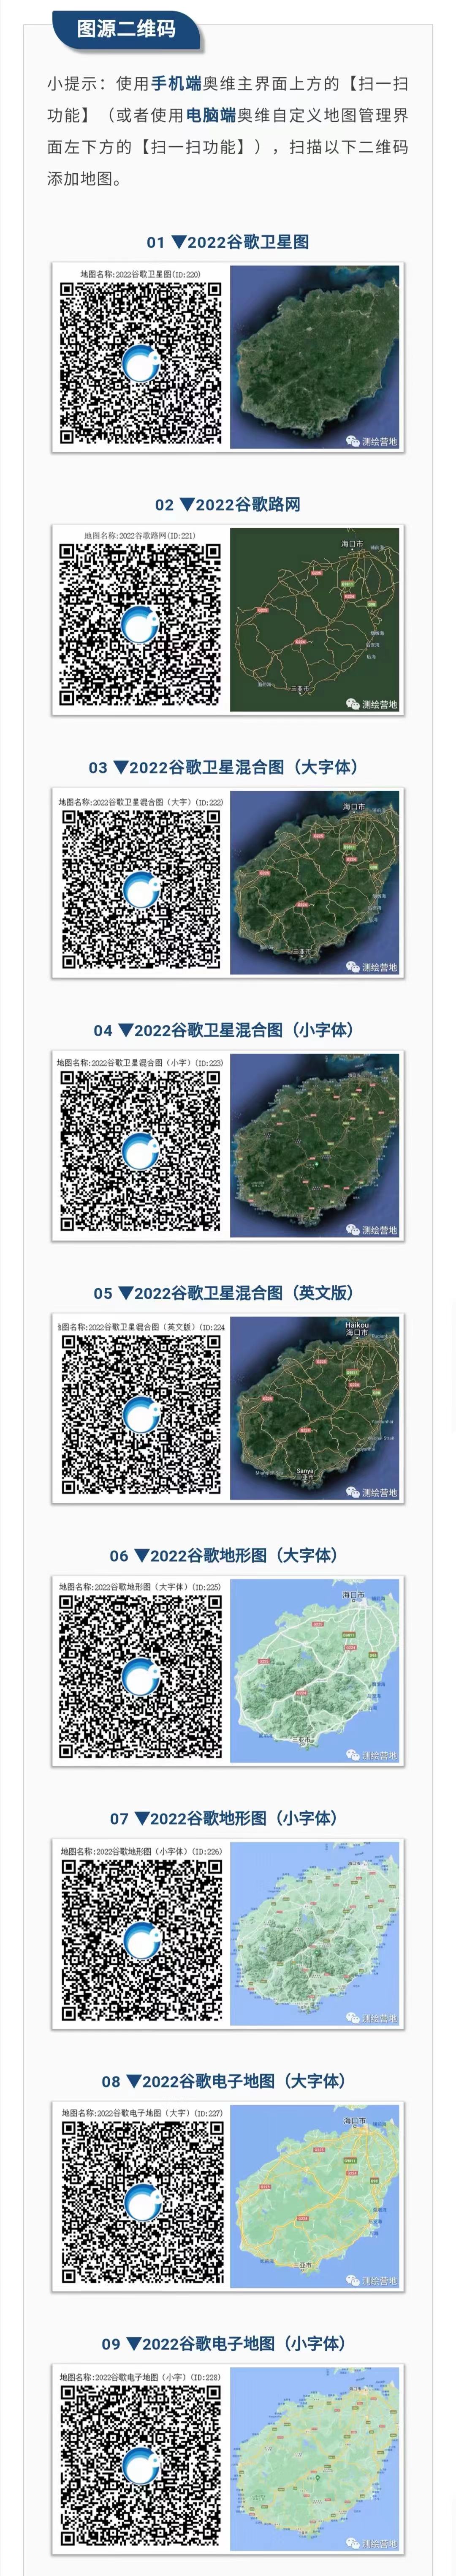 图源二维码
小提示：使用手机端奥维主界面上方的【扫一扫
功能】（或者使用电脑端奥维自定义地图管理界
面左下方的【扫一扫功能】），扫描以下二维码
添加地图。
01 ▼2022谷歌卫星图
地图名称:2022谷歌卫星图(ID:220)
测绘营地
02 ▼2022谷歌路网
地图名称:2022谷歌路网(ID:221)
海口市
三亚市
测绘营地
03 ▼2022谷歌卫星混合图（大字体）
地图名称:2022谷歌卫星混合图（大字）(ID:222)
海口市
三亚市
测绘营地
04 ▼2022谷歌卫星混合图（小字体）
地图名称:2022谷歌卫星混合图（小字）(ID:223)
测绘营地
05 ▼2022谷歌卫星混合图（英文版）
地图名称:2022谷歌卫星混合图（英文版）(ID:224
Haikou
海口市
Sanya
三亚市
测绘营地
06 ▼2022谷歌地形图（大字体）
地图名称:2022谷歌地形图（大字体）(ID:225)
海口市
三亚市
测绘营地
07 ▼2022谷歌地形图（小字体）
地图名称:2022谷歌地形图（小字体）(ID:226)
测绘营地
08 ▼2022谷歌电子地图（大字体）
地图名称:2022谷歌电子地图（大字）(ID:227)
海口市
三亚市
测绘营地
09 ▼2022谷歌电子地图（小字体）
地图名称:2022谷歌电子地图（小字）(ID:228)
测绘营地